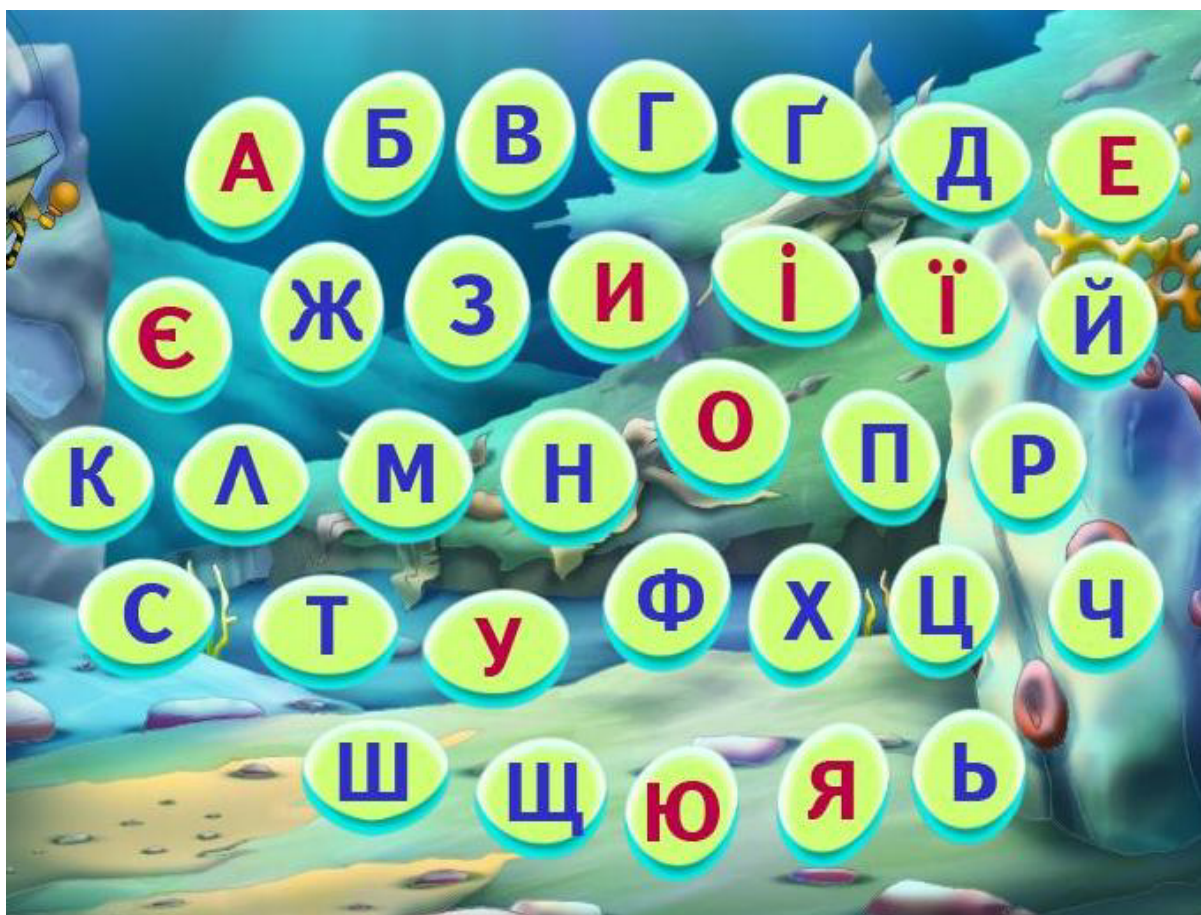 А Б В Г Ґ Д Е
Є Ж З И І Ї Й
К Л М Н О П Р
С Т У Ф Х Ц Ч
Ш Щ Ю Я Ь